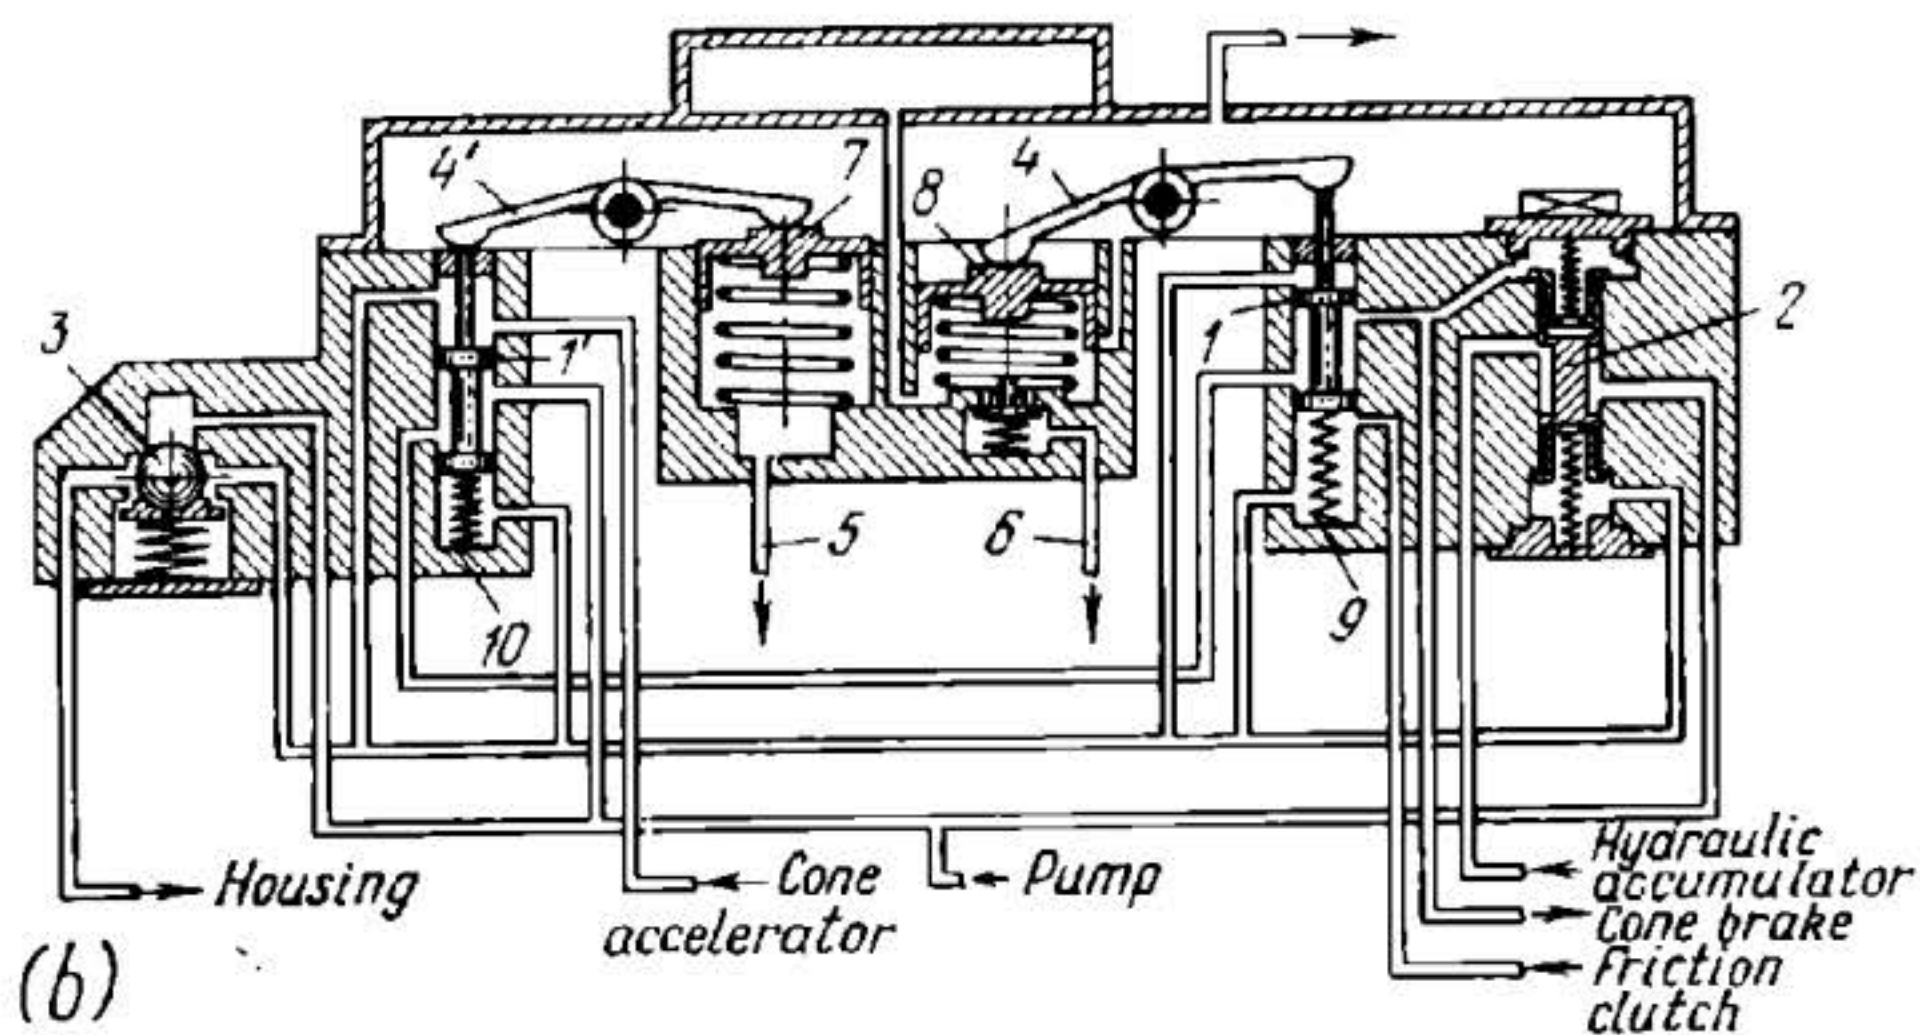 4' 7 8 4
3 1' 1 2
5 6 9
10
Housing
Cone
accelerator
Pump
Hydraulic
accumulator
Cone brake
Friction
clutch
(b)